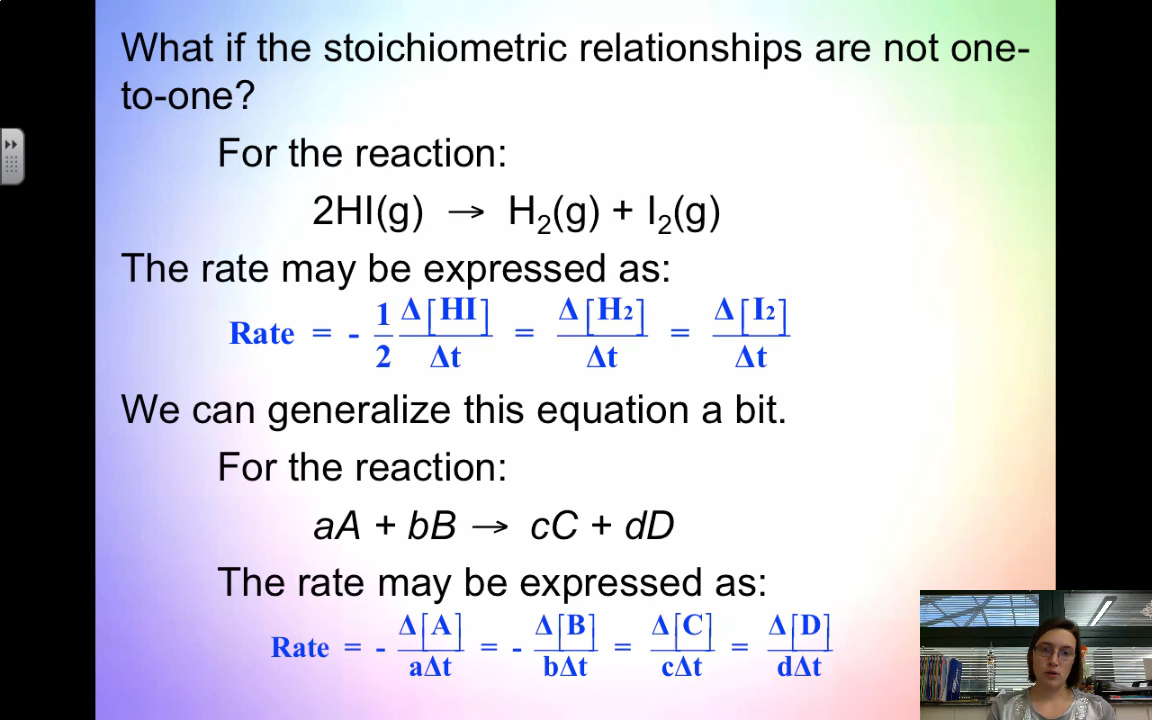 What if the stoichiometric relationships are not one-
to-one?
For the reaction:
2HI(g) → H₂(g) + I₂(g)
The rate may be expressed as:
Rate = - 1/2 Δ[HI]/Δt = Δ[H₂]/Δt = Δ[I₂]/Δt
We can generalize this equation a bit.
For the reaction:
aA + bB → cC + dD
The rate may be expressed as:
Rate = - Δ[A]/aΔt = - Δ[B]/bΔt = Δ[C]/cΔt = Δ[D]/dΔt